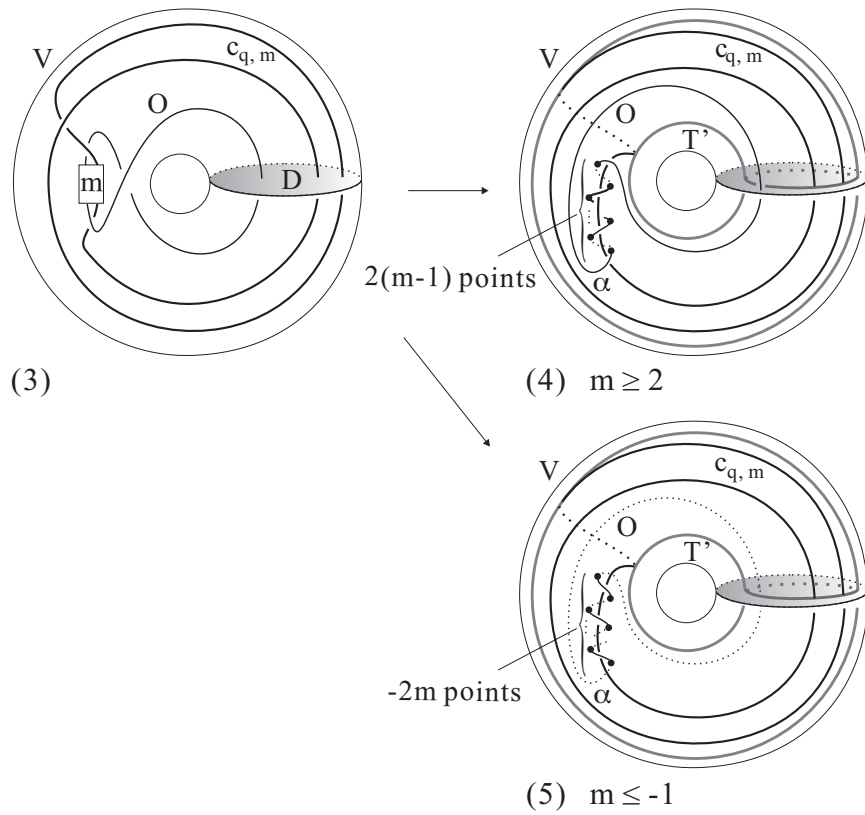 V
c_{q, m}
O
m
D
(3)
V
c_{q, m}
O
T'
2(m-1) points
α
(4) m ≥ 2
V
c_{q, m}
O
T'
-2m points
α
(5) m ≤ -1